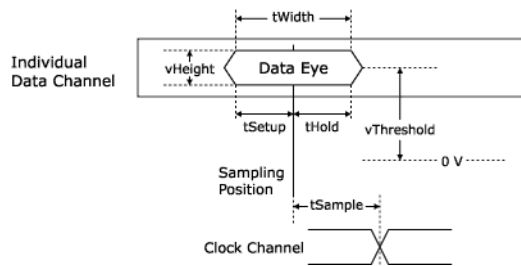 tWidth
Individual
Data Channel
vHeight
Data Eye
tSetup
tHold
vThreshold
0 V
Sampling
Position
tSample
Clock Channel